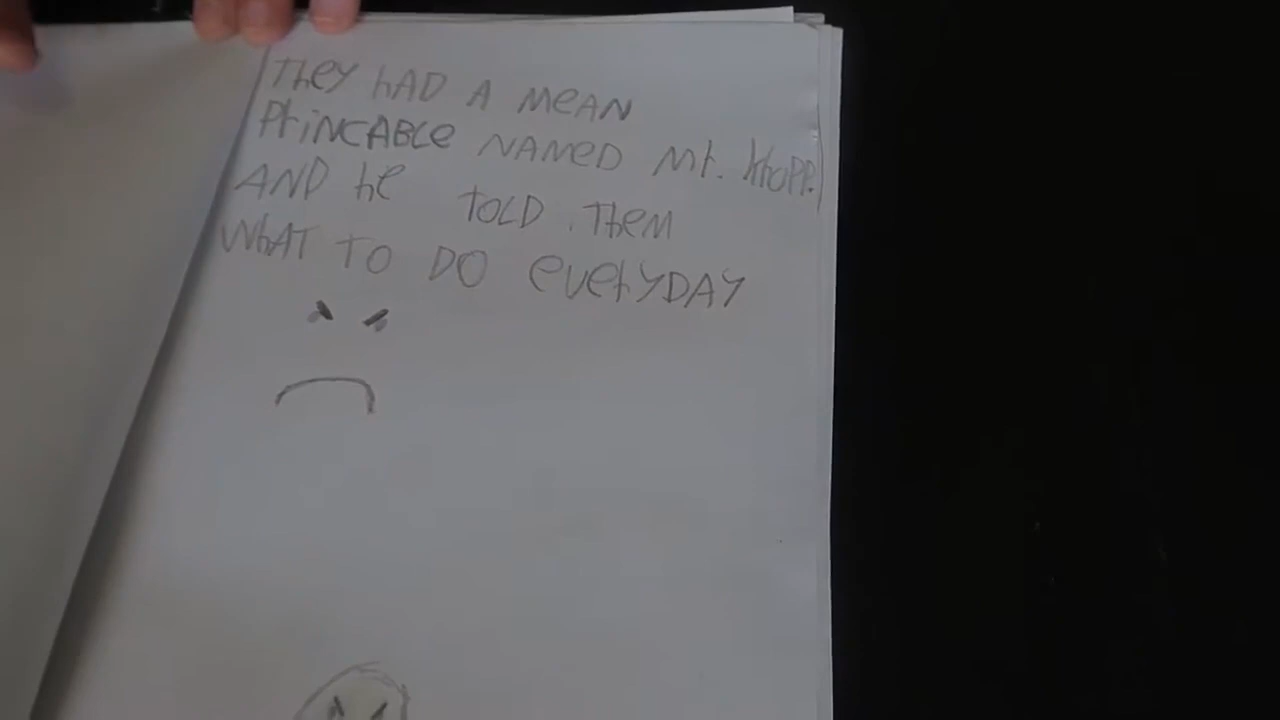 They hAD A MeAN
PrINCABLe NAMeD Mr. Krupp.
AND he TOLD Them
WhAT TO DO everyDAY